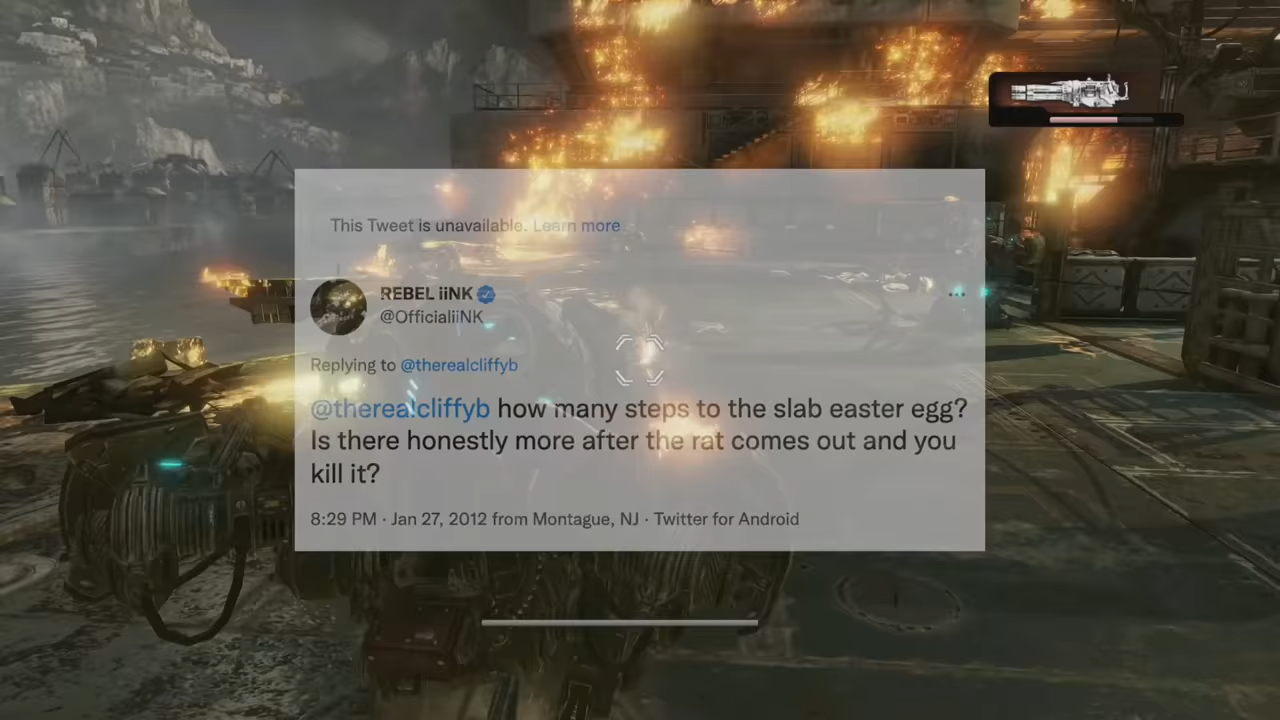 This Tweet is unavailable. Learn more
REBEL iiNK
@OfficialiiNK
Replying to @therealcliffyb
@therealcliffyb how many steps to the slab easter egg?
Is there honestly more after the rat comes out and you
kill it?
8:29 PM · Jan 27, 2012 from Montague, NJ · Twitter for Android